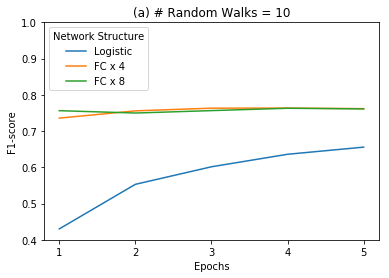 (a) # Random Walks = 10
Network Structure
Logistic
FC x 4
FC x 8
F1-score
1.0
0.9
0.8
0.7
0.6
0.5
0.4
1 2 3 4 5
Epochs